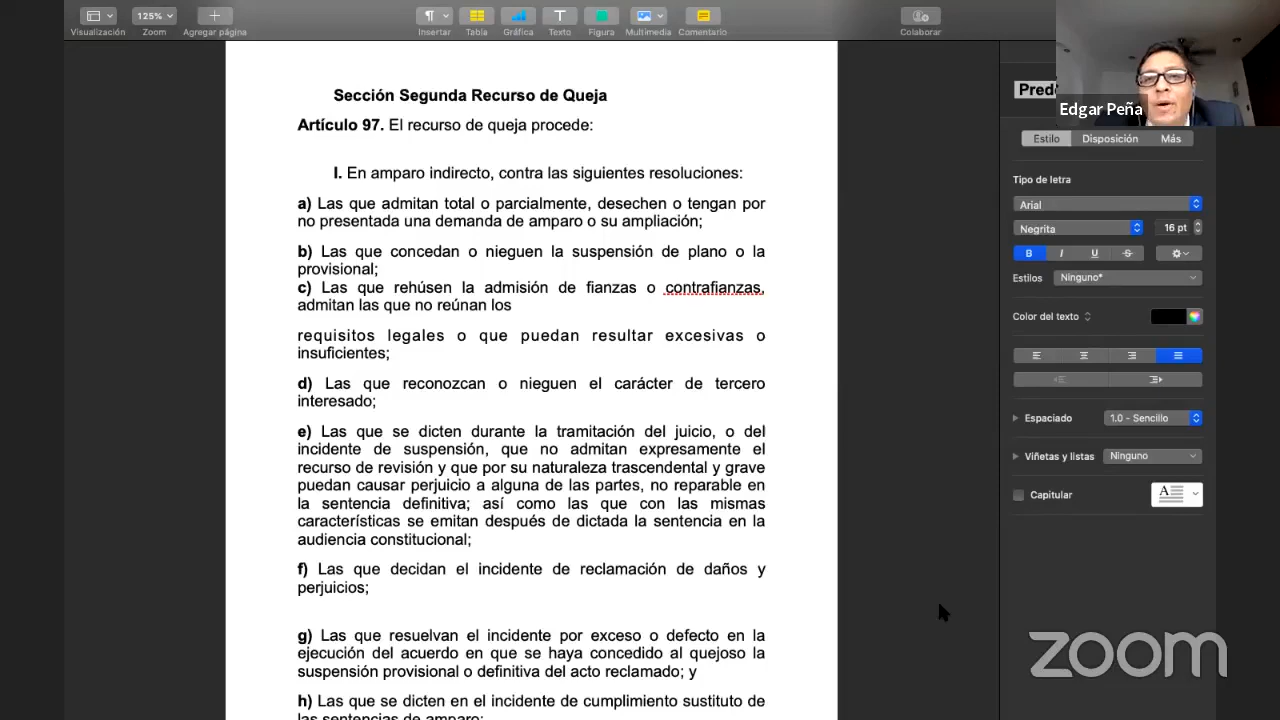 Visualización
125%
Zoom
Agregar página
Insertar
Tabla
Gráfica
Texto
Figura
Multimedia
Comentario
Colaborar
Edgar Peña
Sección Segunda Recurso de Queja
Artículo 97. El recurso de queja procede:
I. En amparo indirecto, contra las siguientes resoluciones:
a) Las que admitan total o parcialmente, desechen o tengan por
no presentada una demanda de amparo o su ampliación;
b) Las que concedan o nieguen la suspensión de plano o la
provisional;
c) Las que rehúsen la admisión de fianzas o contrafianzas,
admitan las que no reúnan los
requisitos legales o que puedan resultar excesivas o
insuficientes;
d) Las que reconozcan o nieguen el carácter de tercero
interesado;
e) Las que se dicten durante la tramitación del juicio, o del
incidente de suspensión, que no admitan expresamente el
recurso de revisión y que por su naturaleza trascendental y grave
puedan causar perjuicio a alguna de las partes, no reparable en
la sentencia definitiva; así como las que con las mismas
características se emitan después de dictada la sentencia en la
audiencia constitucional;
f) Las que decidan el incidente de reclamación de daños y
perjuicios;
g) Las que resuelvan el incidente por exceso o defecto en la
ejecución del acuerdo en que se haya concedido al quejoso la
suspensión provisional o definitiva del acto reclamado; y
h) Las que se dicten en el incidente de cumplimiento sustituto de
las sentencias de amparo;
Estilo
Disposición
Más
Tipo de letra
Arial
Negrita
16 pt
B I U S
Estilos
Ninguno*
Color del texto
Espaciado
1.0 - Sencillo
Viñetas y listas
Ninguno
Capitular
A
zoom